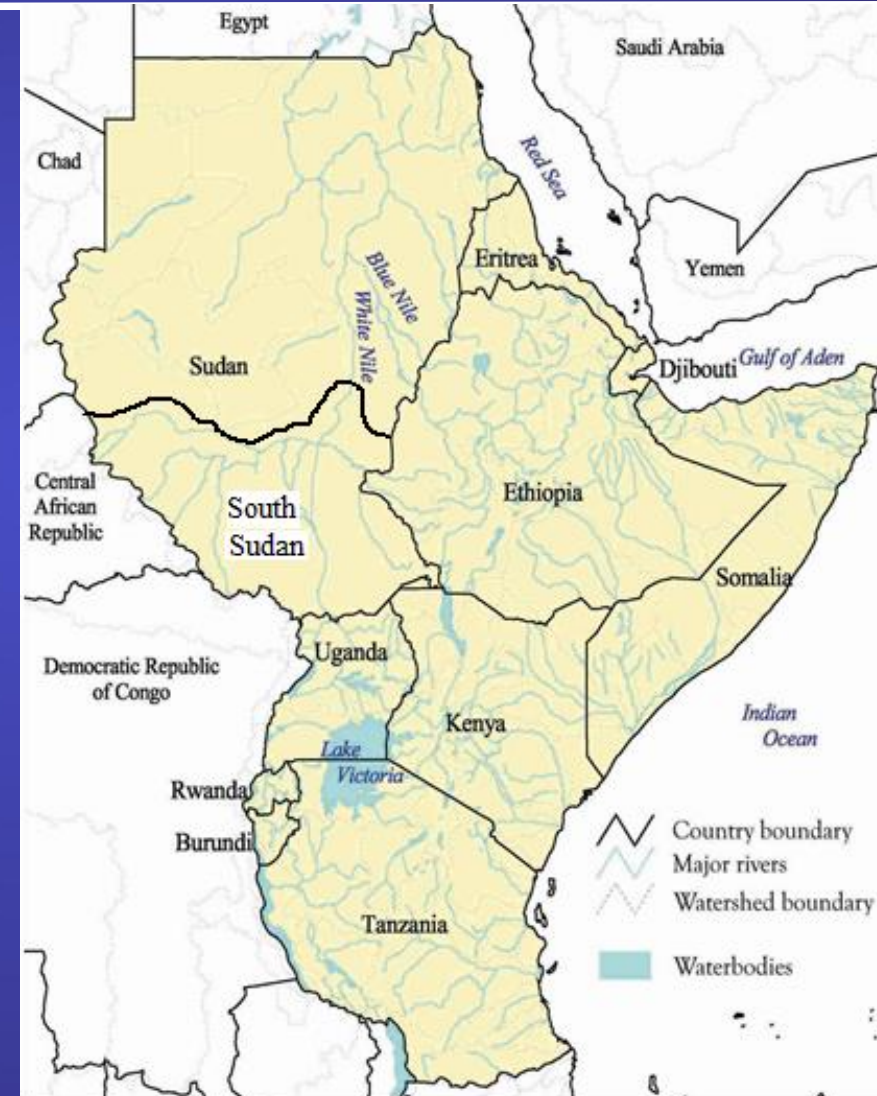 Egypt
Saudi Arabia
Chad
Red Sea
Eritrea
Yemen
Blue Nile
White Nile
Sudan
Djibouti
Gulf of Aden
Central
African
Republic
South
Sudan
Ethiopia
Somalia
Uganda
Democratic Republic
of Congo
Kenya
Indian
Ocean
Lake
Victoria
Rwanda
Burundi
Country boundary
Major rivers
Watershed boundary
Tanzania
Waterbodies